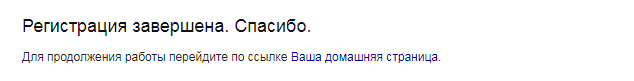 Регистрация завершена. Спасибо.
Для продолжения работы перейдите по ссылке Ваша домашняя страница.